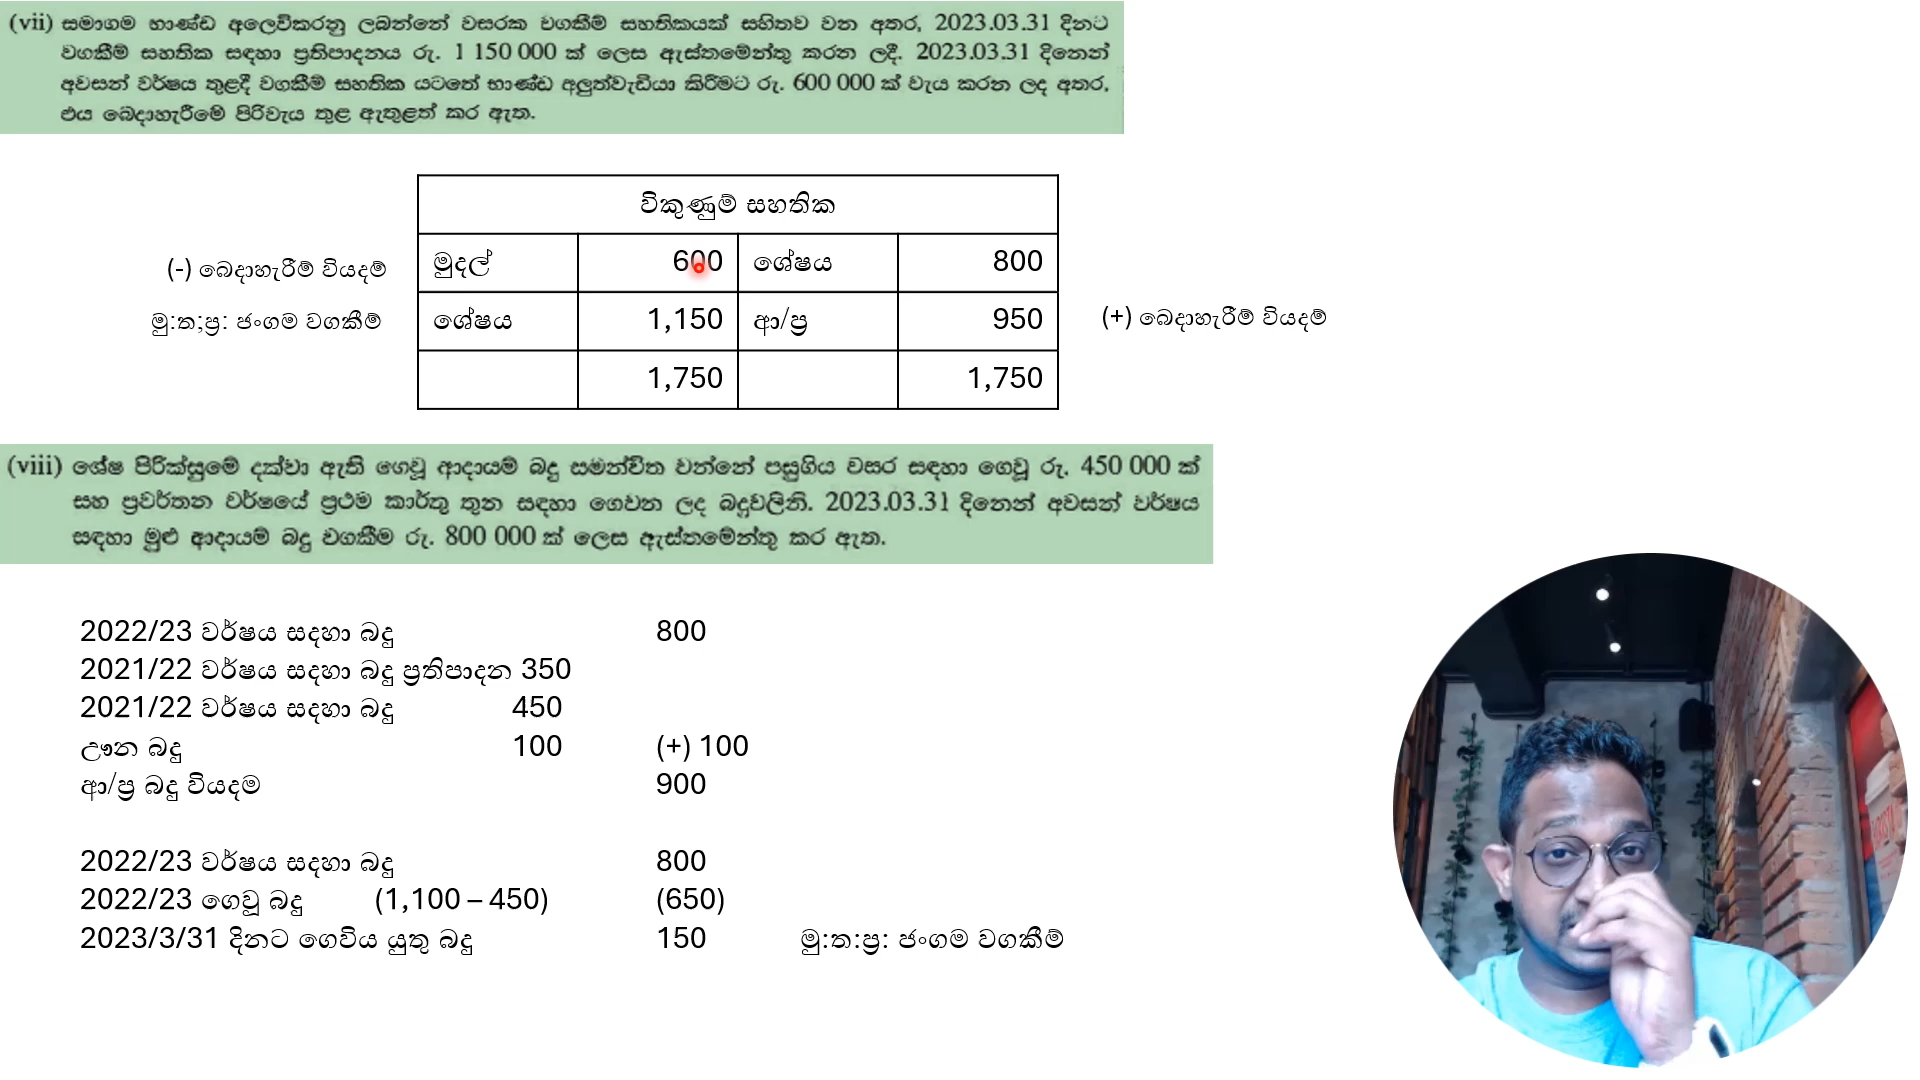 (vii) සමාගම භාණ්ඩ අලෙවිකරනු ලබන්නේ වසරක වගකීම් සහතිකයක් සහිතව වන අතර, 2023.03.31 දිනට
වගකීම් සහතික සඳහා ප්‍රතිපාදනය රු. 1 150 000 ක් ලෙස ඇස්තමේන්තු කරන ලදී. 2023.03.31 දිනෙන්
අවසන් වර්ෂය තුළදී වගකීම් සහතික යටතේ භාණ්ඩ අලුත්වැඩියා කිරීමට රු. 600 000 ක් වැය කරන ලද අතර,
එය බෙදාහැරීමේ පිරිවැය තුළ ඇතුළත් කර ඇත.
විකුණුම් සහතික
(-) බෙදාහැරීම් වියදම් මුදල් 600 ශේෂය 800
මු:ත;ප්‍ර: ජංගම වගකීම් ශේෂය 1,150 ආ/ප්‍ර 950 (+) බෙදාහැරීම් වියදම්
1,750 1,750
(viii) ශේෂ පිරික්සුමේ දක්වා ඇති ගෙවූ ආදායම් බදු සමන්විත වන්නේ පසුගිය වසර සඳහා ගෙවූ රු. 450 000 ක්
සහ ප්‍රවර්තන වර්ෂයේ ප්‍රථම කාර්තු තුන සඳහා ගෙවන ලද බදුවලිනි. 2023.03.31 දිනෙන් අවසන් වර්ෂය
සඳහා මුළු ආදායම් බදු වගකීම රු. 800 000 ක් ලෙස ඇස්තමේන්තු කර ඇත.
2022/23 වර්ෂය සදහා බදු 800
2021/22 වර්ෂය සදහා බදු ප්‍රතිපාදන 350
2021/22 වර්ෂය සදහා බදු 450
ඌන බදු 100 (+) 100
ආ/ප්‍ර බදු වියදම 900
2022/23 වර්ෂය සදහා බදු 800
2022/23 ගෙවූ බදු (1,100 – 450) (650)
2023/3/31 දිනට ගෙවිය යුතු බදු 150 මු:ත:ප්‍ර: ජංගම වගකීම්